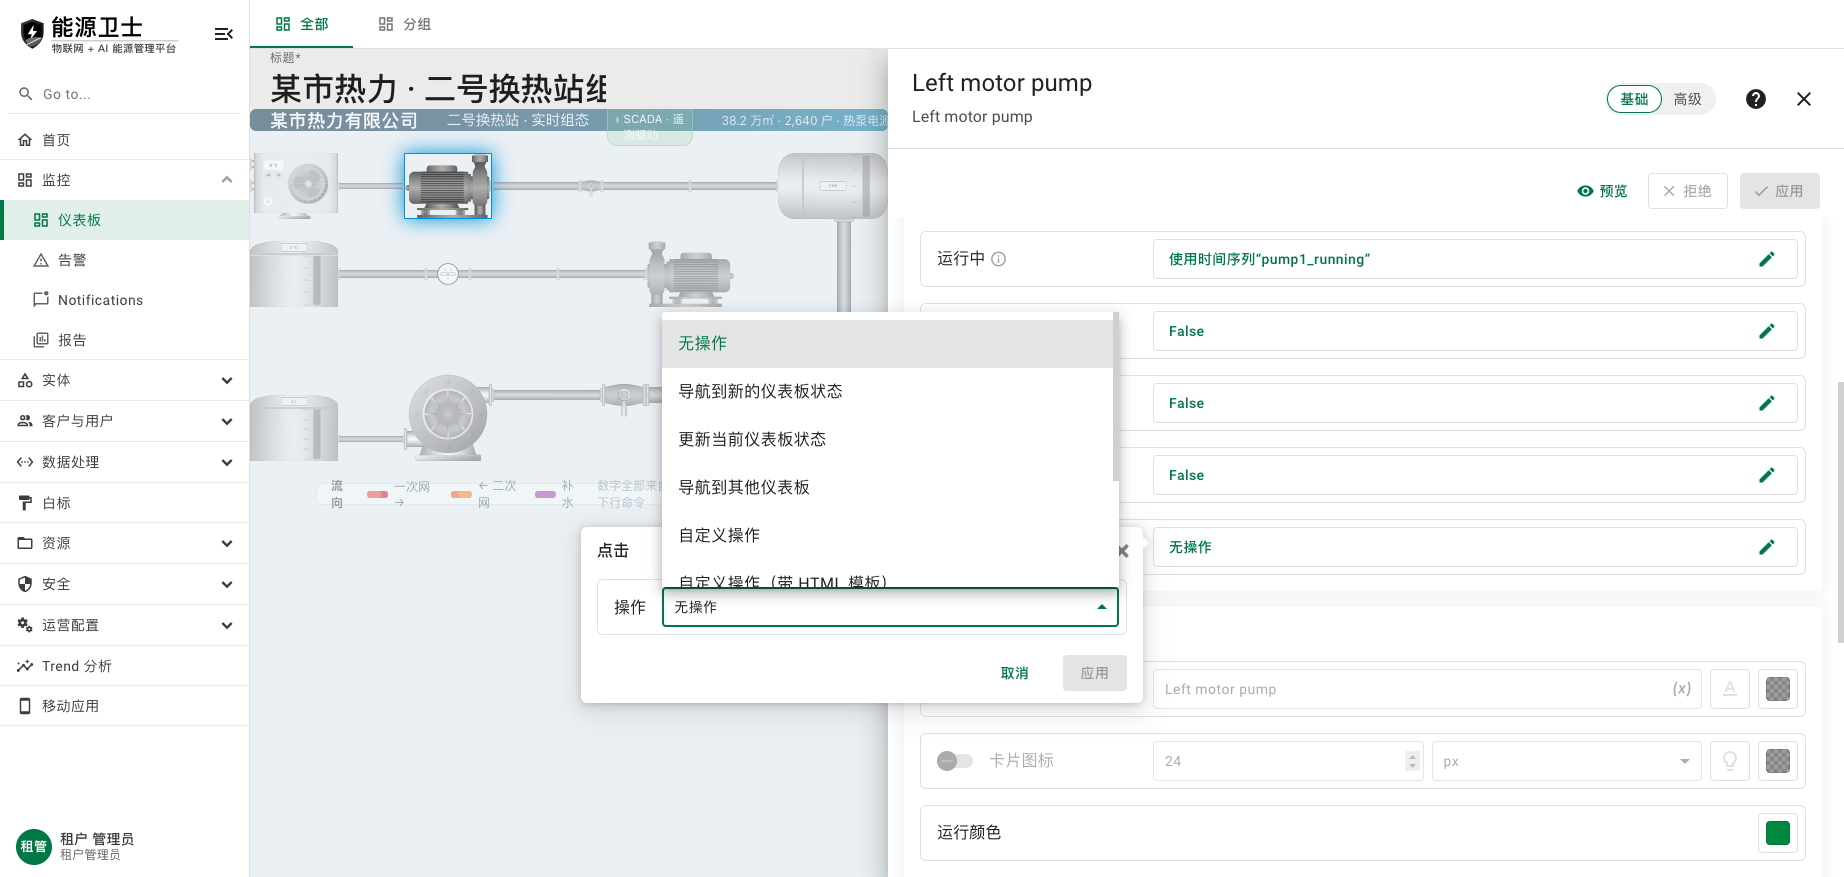 能源卫士
物联网 + AI 能源管理平台
Go to...
首页
监控
仪表板
告警
Notifications
报告
实体
客户与用户
数据处理
白标
资源
安全
运营配置
Trend 分析
移动应用
租管
租户 管理员
租户管理员
全部
分组
标题*
某市热力 · 二号换热站组
某市热力有限公司
二号换热站 · 实时组态
SCADA · 遥
测驱动
38.2 万㎡ · 2,640 户 · 热泵电源
流
向
一次网
→
← 二次
网
补
水
数字全部来自
下行命令
Left motor pump
Left motor pump
基础
高级
预览
拒绝
应用
运行中
使用时间序列“pump1_running”
False
False
False
无操作
无操作
导航到新的仪表板状态
更新当前仪表板状态
导航到其他仪表板
自定义操作
自定义操作（带 HTML 模板）
点击
操作
无操作
取消
应用
Left motor pump
(x)
卡片图标
24
px
运行颜色